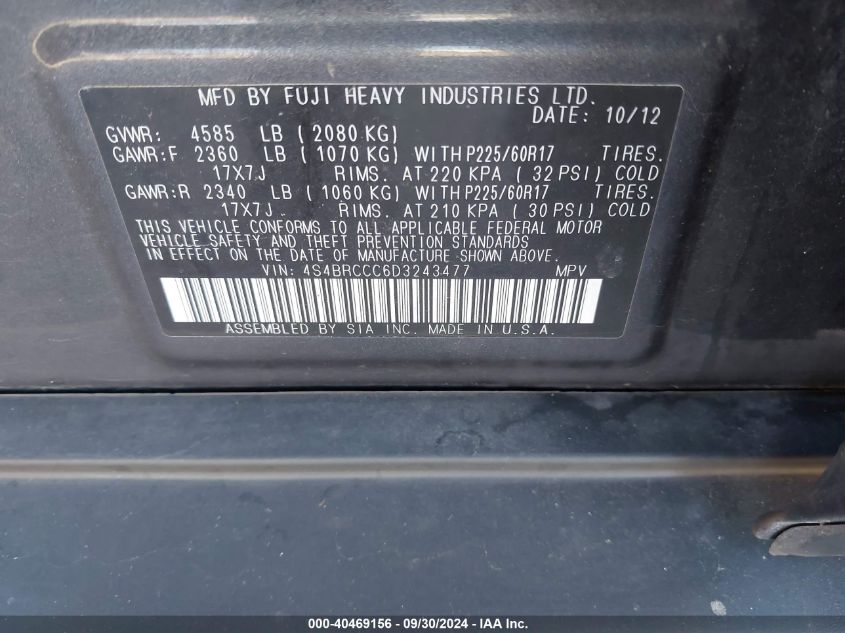 MFD BY FUJI HEAVY INDUSTRIES LTD.
DATE: 10/12
GVWR: 4585 LB ( 2080 KG)
GAWR:F 2360 LB ( 1070 KG) WITH P225/60R17 TIRES.
17X7J RIMS. AT 220 KPA ( 32 PSI) COLD
GAWR:R 2340 LB ( 1060 KG) WITH P225/60R17 TIRES.
17X7J RIMS. AT 210 KPA ( 30 PSI) COLD
THIS VEHICLE CONFORMS TO ALL APPLICABLE FEDERAL MOTOR
VEHICLE SAFETY AND THEFT PREVENTION STANDARDS
IN EFFECT ON THE DATE OF MANUFACTURE SHOWN ABOVE.
VIN: 4S4BRCCC6D3243477 MPV
ASSEMBLED BY SIA INC. MADE IN U.S.A.
000-40469156 - 09/30/2024 - IAA Inc.